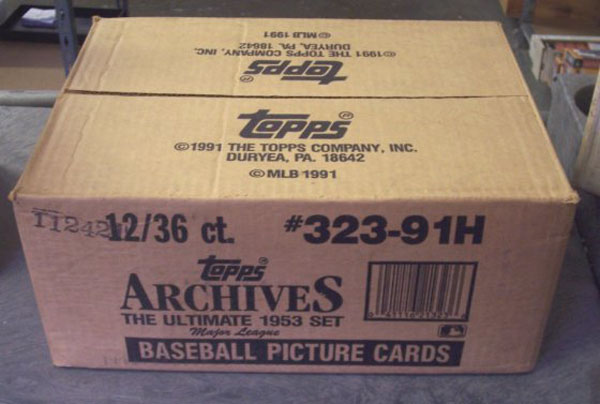 ©MLB 1991
©1991 THE TOPPS COMPANY, INC.
DURYEA, PA. 18642
Topps®
Topps®
©1991 THE TOPPS COMPANY, INC.
DURYEA, PA. 18642
©MLB 1991
12/36 ct.
#323-91H
Topps®
ARCHIVES
THE ULTIMATE 1953 SET
Major League
BASEBALL PICTURE CARDS